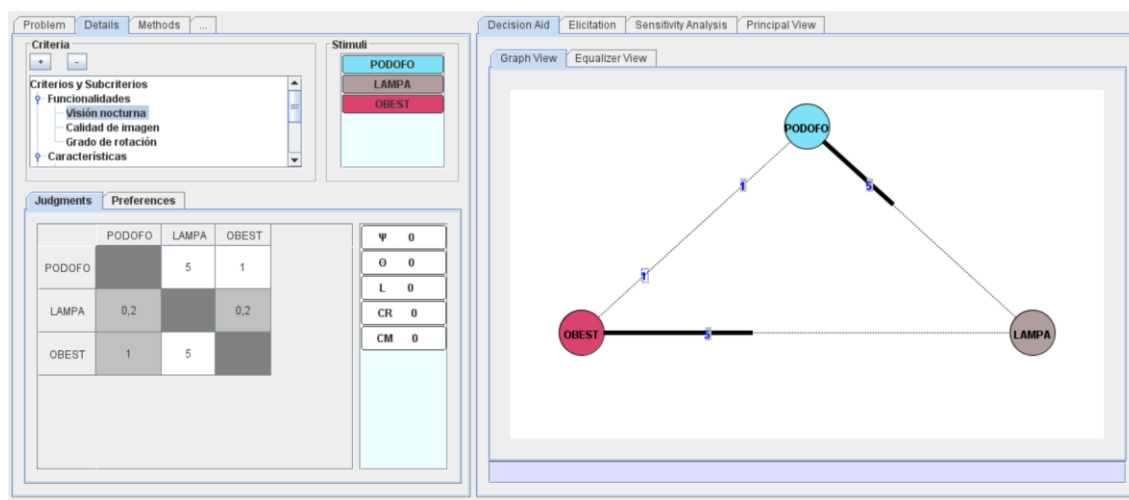 Problem Details Methods ...
Criteria
+ -
Criterios y Subcriterios
Funcionalidades
Visión nocturna
Calidad de imagen
Grado de rotación
Características
Stimuli
PODOFO
LAMPA
OBEST
Judgments Preferences
PODOFO LAMPA OBEST
PODOFO 5 1
LAMPA 0,2 0,2
OBEST 1 5
Ψ 0
Θ 0
L 0
CR 0
CM 0
Decision Aid Elicitation Sensitivity Analysis Principal View
Graph View Equalizer View
PODOFO
1 5
1
OBEST 5 LAMPA